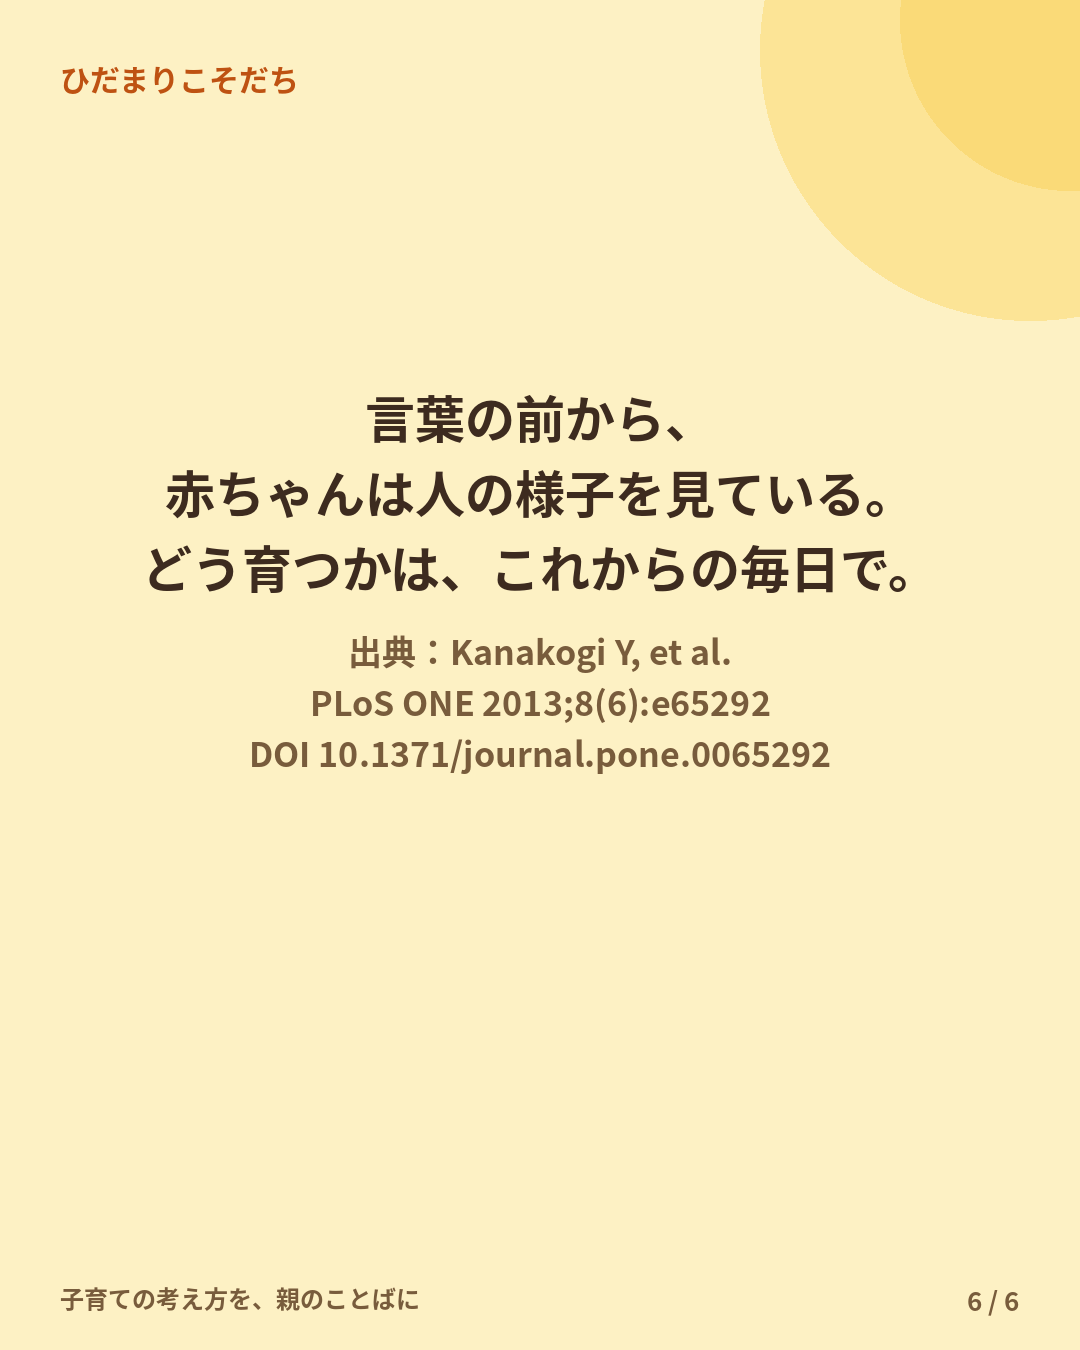 ひだまりこそだち
言葉の前から、
赤ちゃんは人の様子を見ている。
どう育つかは、これからの毎日で。
出典：Kanakogi Y, et al.
PLoS ONE 2013;8(6):e65292
DOI 10.1371/journal.pone.0065292
子育ての考え方を、親のことばに
6 / 6